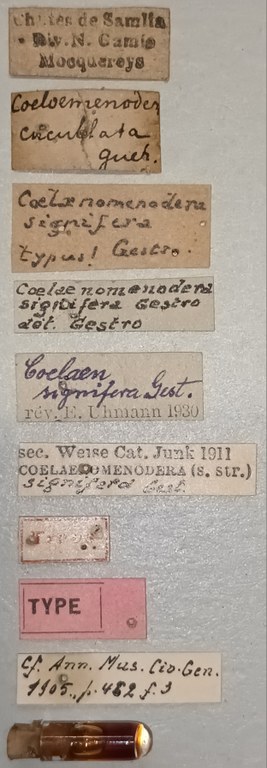 Chutes de Samlia
Riv. N. Gamie
Mocquereys
Coelaenomenodera
cucullata
Guér.
Coelaenomenodera
signifera
typus! Gestro.
Coelaenomenodera
signifera Gestro
det. Gestro
Coelaen
signifera Gest.
rév. E. Uhmann 1930
sec. Weise Cat. Junk 1911
COELAENOMENODERA (s. str.)
signifera Gest.
TYPE
Cf. Ann. Mus. Civ. Gen.
1905, p. 482 f. 3